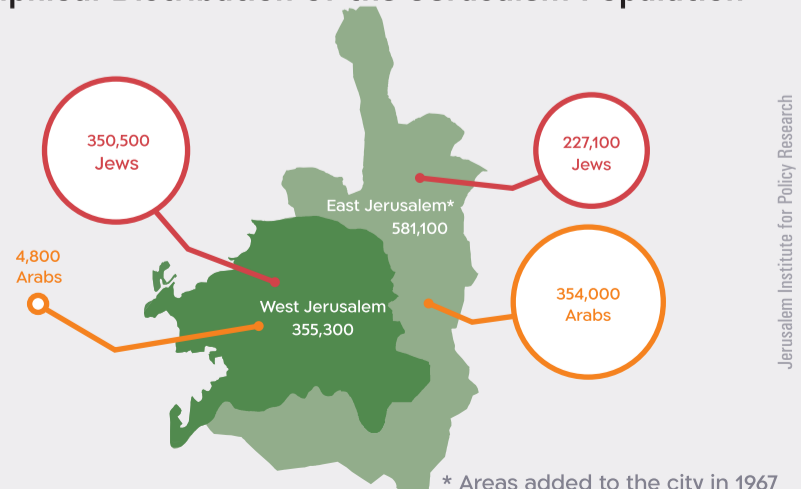 350,500
Jews
227,100
Jews
East Jerusalem*
581,100
4,800
Arabs
West Jerusalem
355,300
354,000
Arabs
* Areas added to the city in 1967
Jerusalem Institute for Policy Research